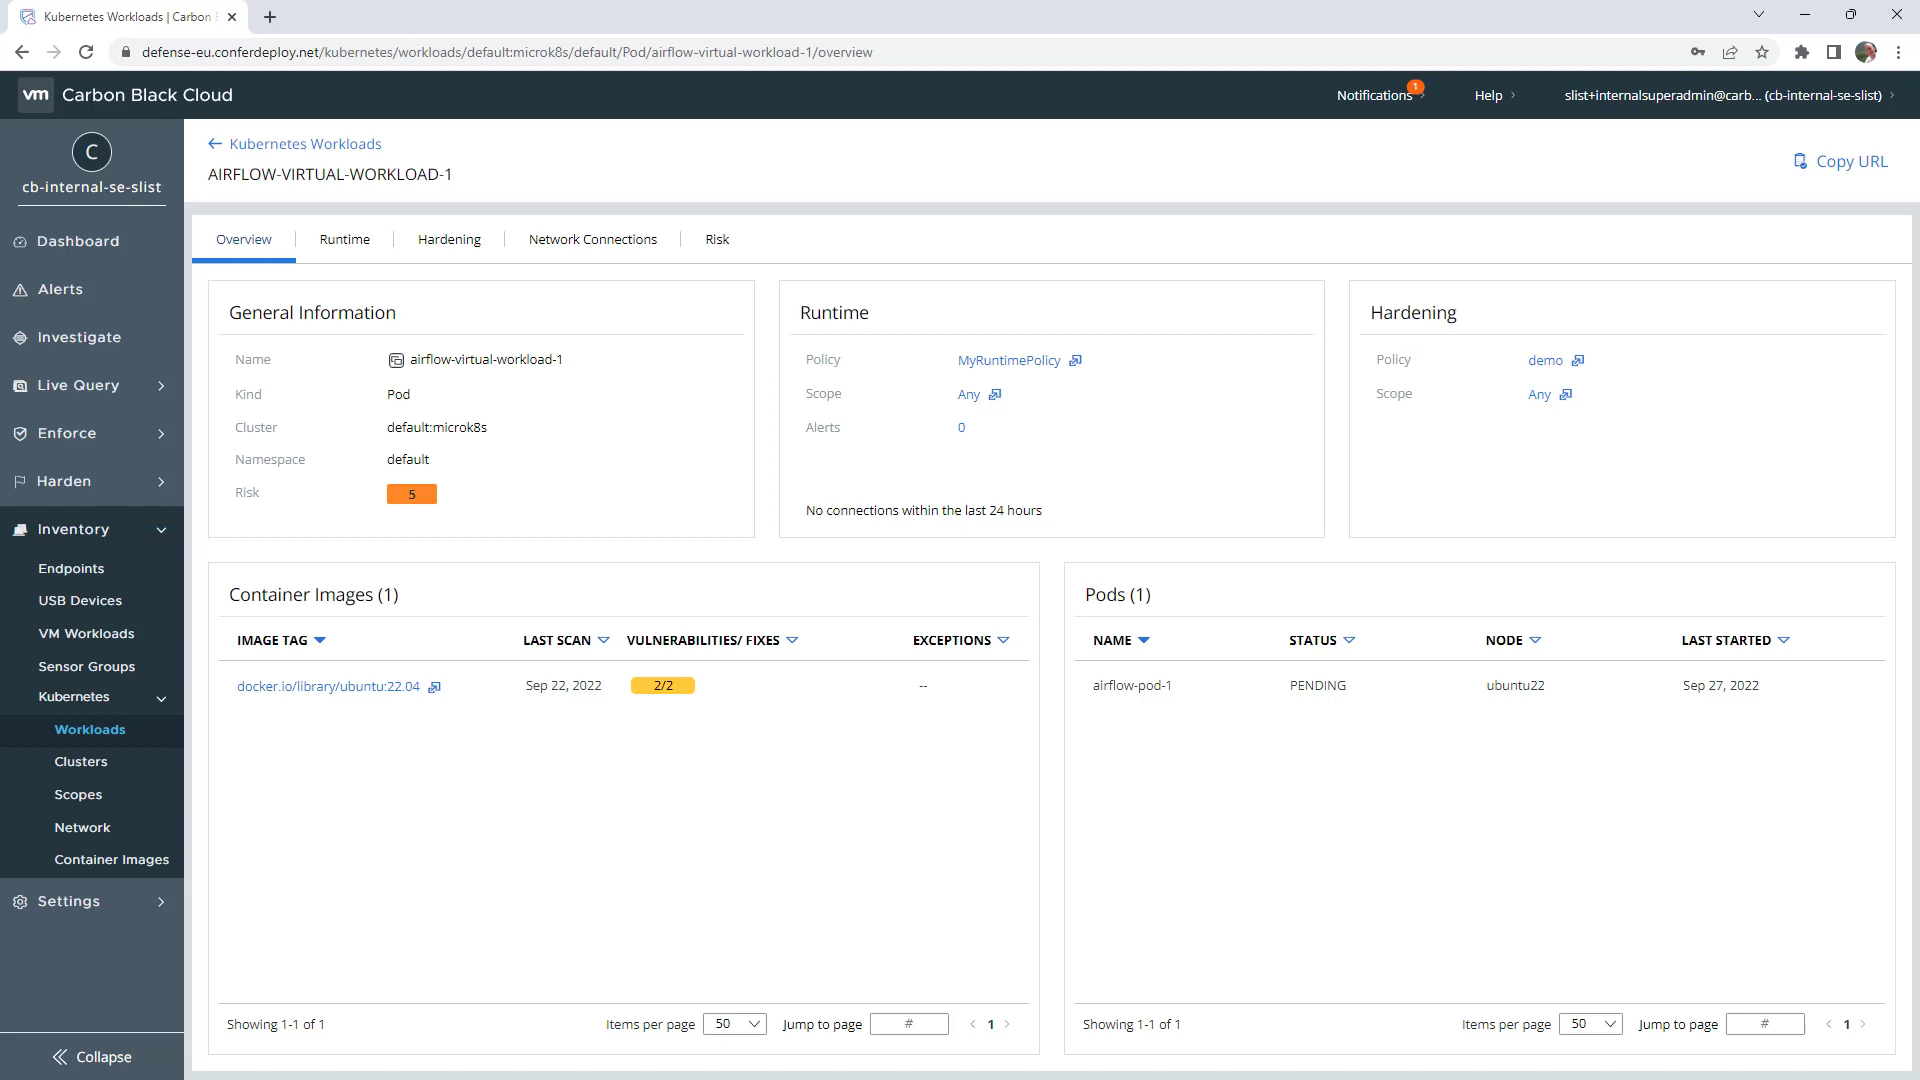 Kubernetes Workloads | Carbon
defense-eu.conferdeploy.net/kubernetes/workloads/default:microk8s/default/Pod/airflow-virtual-workload-1/overview
vm Carbon Black Cloud
Notifications 1
Help
slist+internalsuperadmin@carb... (cb-internal-se-slist)
C
cb-internal-se-slist
Dashboard
Alerts
Investigate
Live Query
Enforce
Harden
Inventory
Endpoints
USB Devices
VM Workloads
Sensor Groups
Kubernetes
Workloads
Clusters
Scopes
Network
Container Images
Settings
Collapse
Kubernetes Workloads
AIRFLOW-VIRTUAL-WORKLOAD-1
Copy URL
Overview Runtime Hardening Network Connections Risk
General Information
Name airflow-virtual-workload-1
Kind Pod
Cluster default:microk8s
Namespace default
Risk 5
Runtime
Policy MyRuntimePolicy
Scope Any
Alerts 0
No connections within the last 24 hours
Hardening
Policy demo
Scope Any
Container Images (1)
IMAGE TAG LAST SCAN VULNERABILITIES/ FIXES EXCEPTIONS
docker.io/library/ubuntu:22.04 Sep 22, 2022 2/2 --
Showing 1-1 of 1 Items per page 50 Jump to page # 1
Pods (1)
NAME STATUS NODE LAST STARTED
airflow-pod-1 PENDING ubuntu22 Sep 27, 2022
Showing 1-1 of 1 Items per page 50 Jump to page # 1